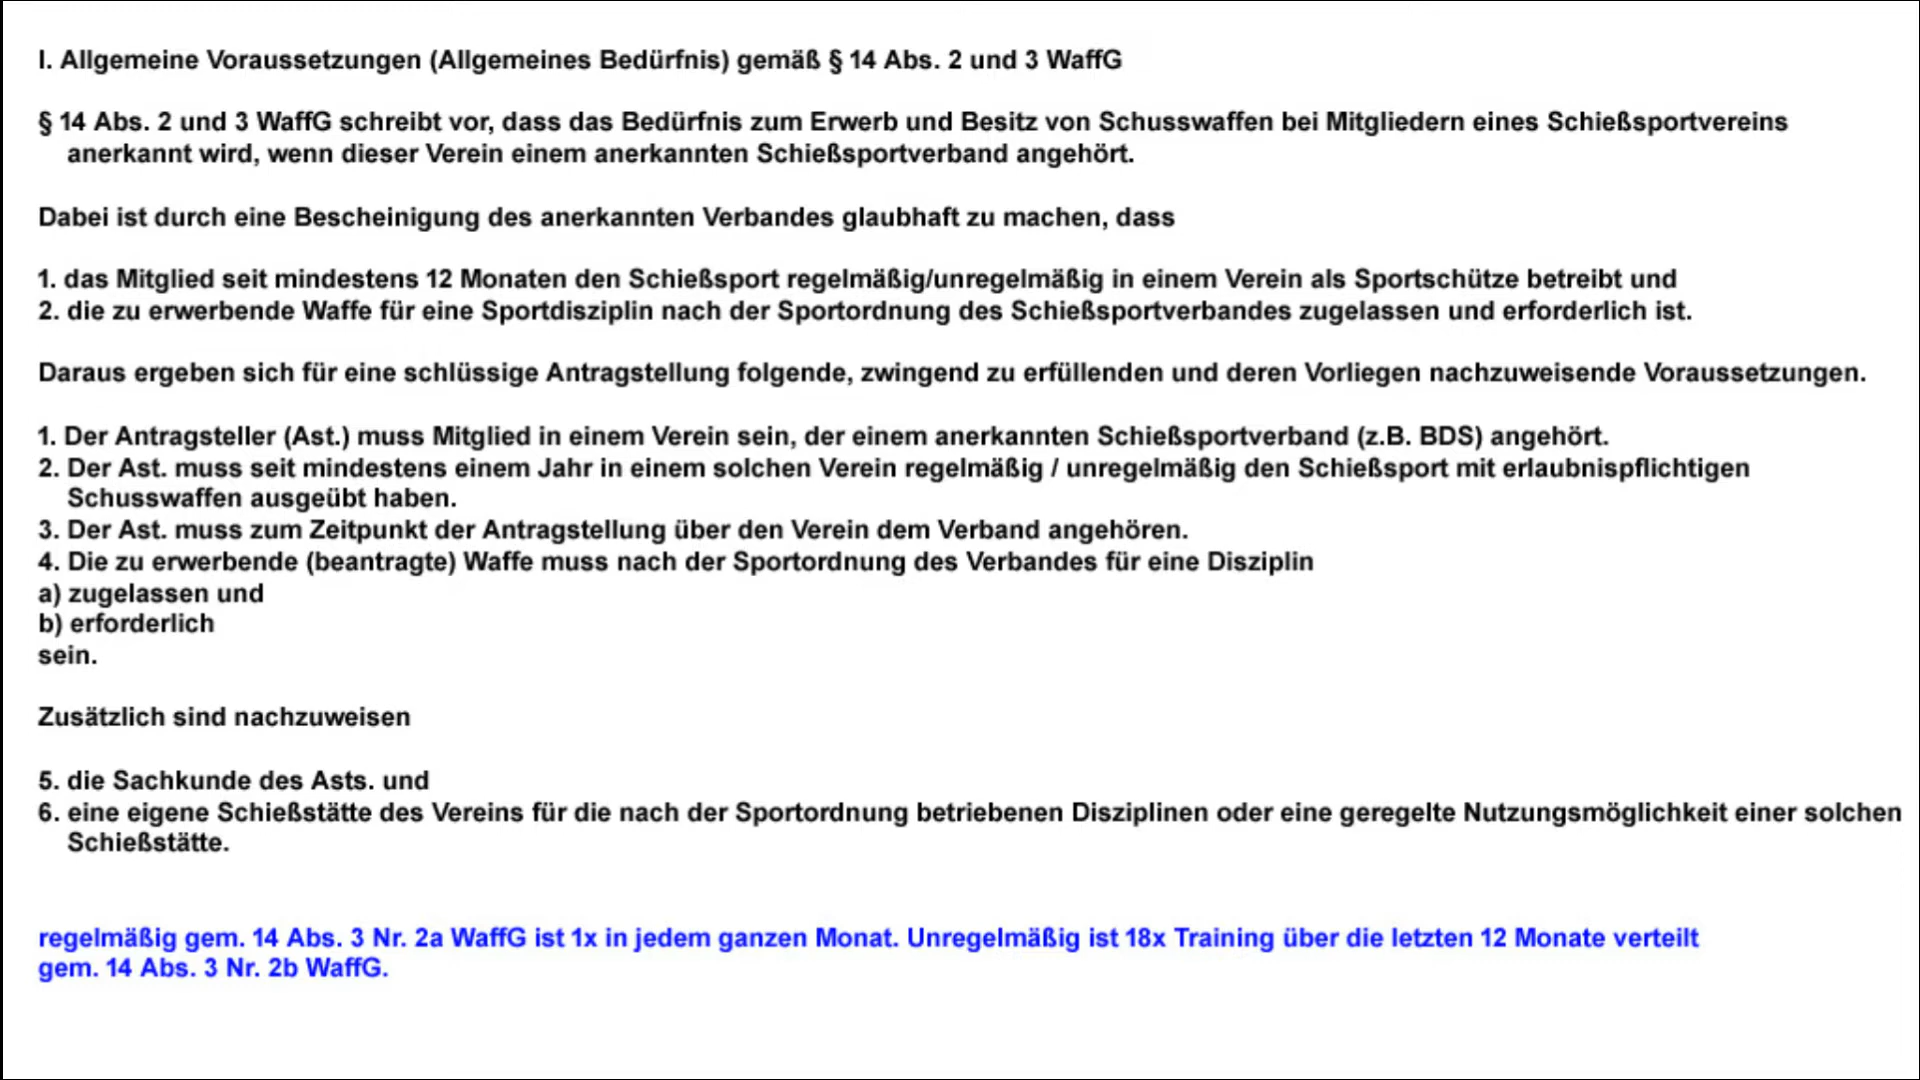 I. Allgemeine Voraussetzungen (Allgemeines Bedürfnis) gemäß § 14 Abs. 2 und 3 WaffG
§ 14 Abs. 2 und 3 WaffG schreibt vor, dass das Bedürfnis zum Erwerb und Besitz von Schusswaffen bei Mitgliedern eines Schießsportvereins
anerkannt wird, wenn dieser Verein einem anerkannten Schießsportverband angehört.
Dabei ist durch eine Bescheinigung des anerkannten Verbandes glaubhaft zu machen, dass
1. das Mitglied seit mindestens 12 Monaten den Schießsport regelmäßig/unregelmäßig in einem Verein als Sportschütze betreibt und
2. die zu erwerbende Waffe für eine Sportdisziplin nach der Sportordnung des Schießsportverbandes zugelassen und erforderlich ist.
Daraus ergeben sich für eine schlüssige Antragstellung folgende, zwingend zu erfüllenden und deren Vorliegen nachzuweisende Voraussetzungen.
1. Der Antragsteller (Ast.) muss Mitglied in einem Verein sein, der einem anerkannten Schießsportverband (z.B. BDS) angehört.
2. Der Ast. muss seit mindestens einem Jahr in einem solchen Verein regelmäßig / unregelmäßig den Schießsport mit erlaubnispflichtigen
Schusswaffen ausgeübt haben.
3. Der Ast. muss zum Zeitpunkt der Antragstellung über den Verein dem Verband angehören.
4. Die zu erwerbende (beantragte) Waffe muss nach der Sportordnung des Verbandes für eine Disziplin
a) zugelassen und
b) erforderlich
sein.
Zusätzlich sind nachzuweisen
5. die Sachkunde des Asts. und
6. eine eigene Schießstätte des Vereins für die nach der Sportordnung betriebenen Disziplinen oder eine geregelte Nutzungsmöglichkeit einer solchen
Schießstätte.
regelmäßig gem. 14 Abs. 3 Nr. 2a WaffG ist 1x in jedem ganzen Monat. Unregelmäßig ist 18x Training über die letzten 12 Monate verteilt
gem. 14 Abs. 3 Nr. 2b WaffG.